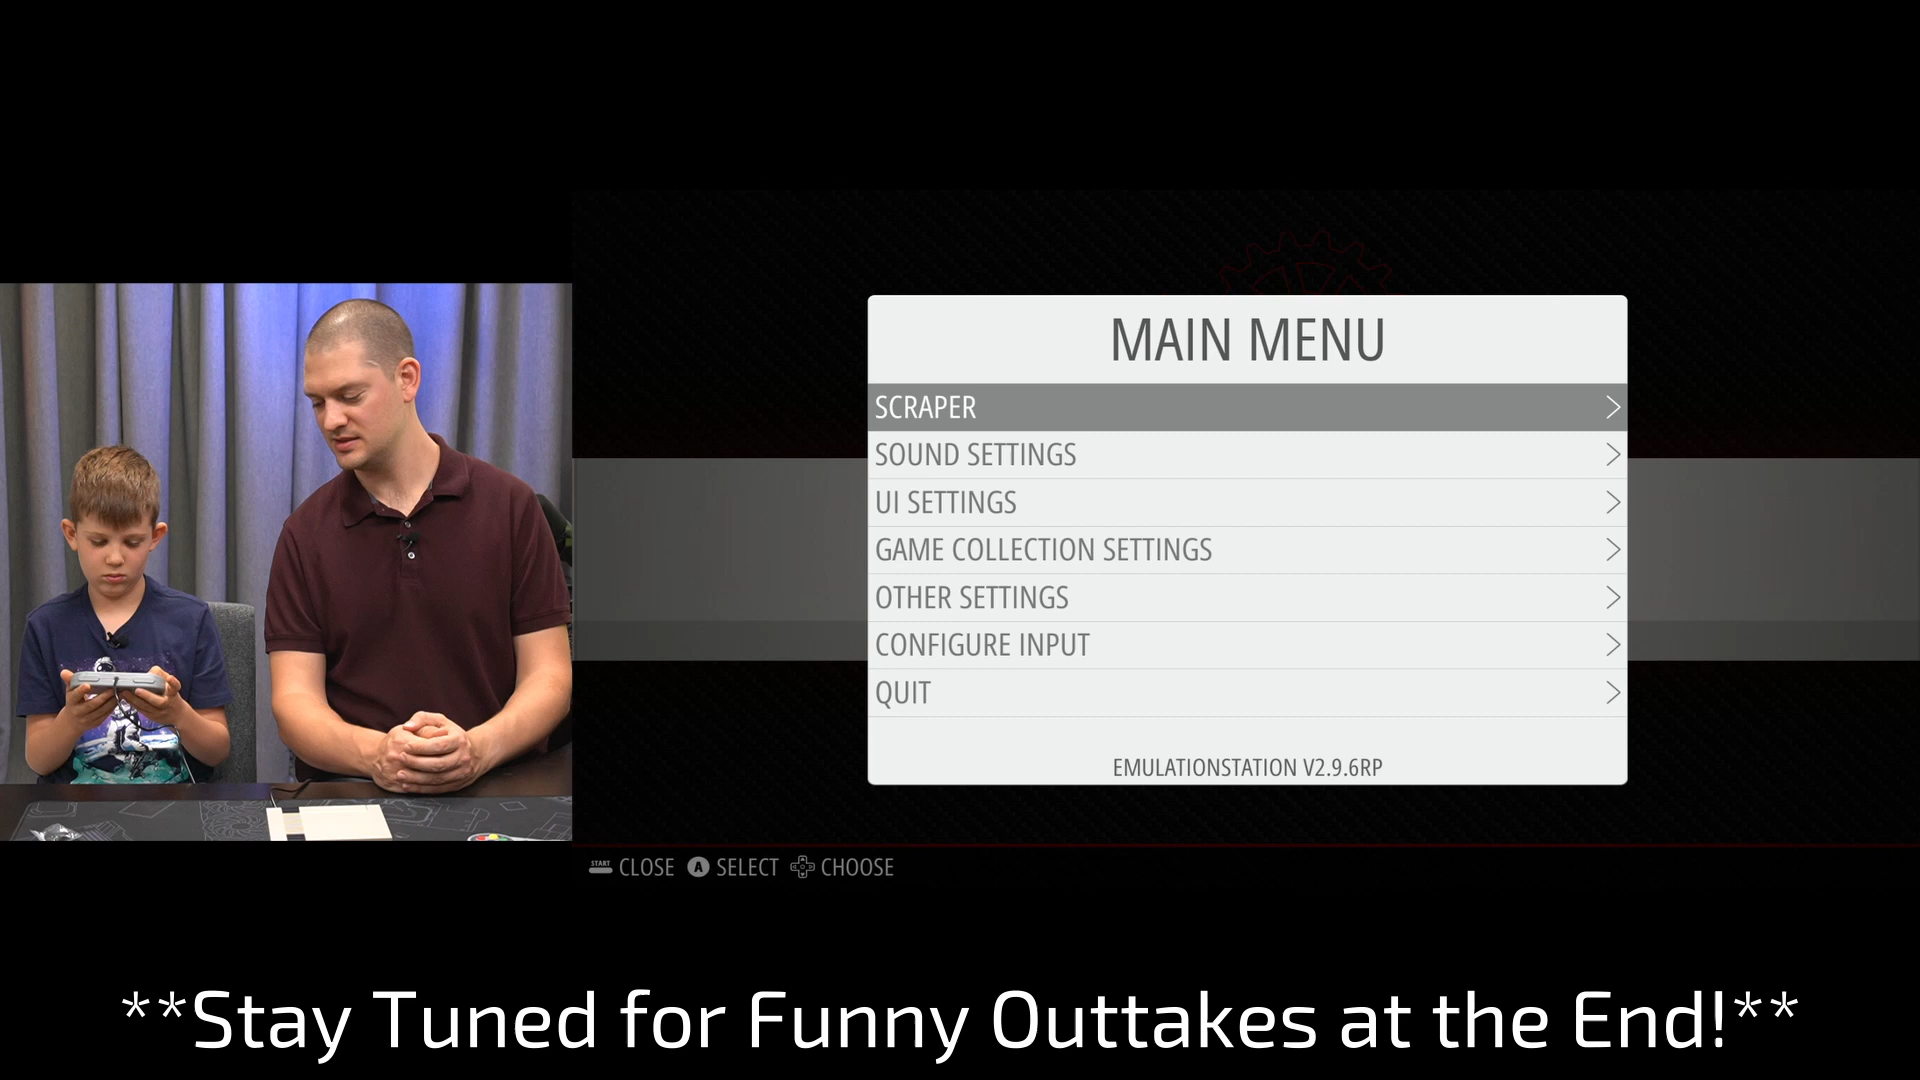 MAIN MENU
SCRAPER
SOUND SETTINGS
UI SETTINGS
GAME COLLECTION SETTINGS
OTHER SETTINGS
CONFIGURE INPUT
QUIT
EMULATIONSTATION V2.9.6RP
START CLOSE A SELECT CHOOSE
**Stay Tuned for Funny Outtakes at the End!**